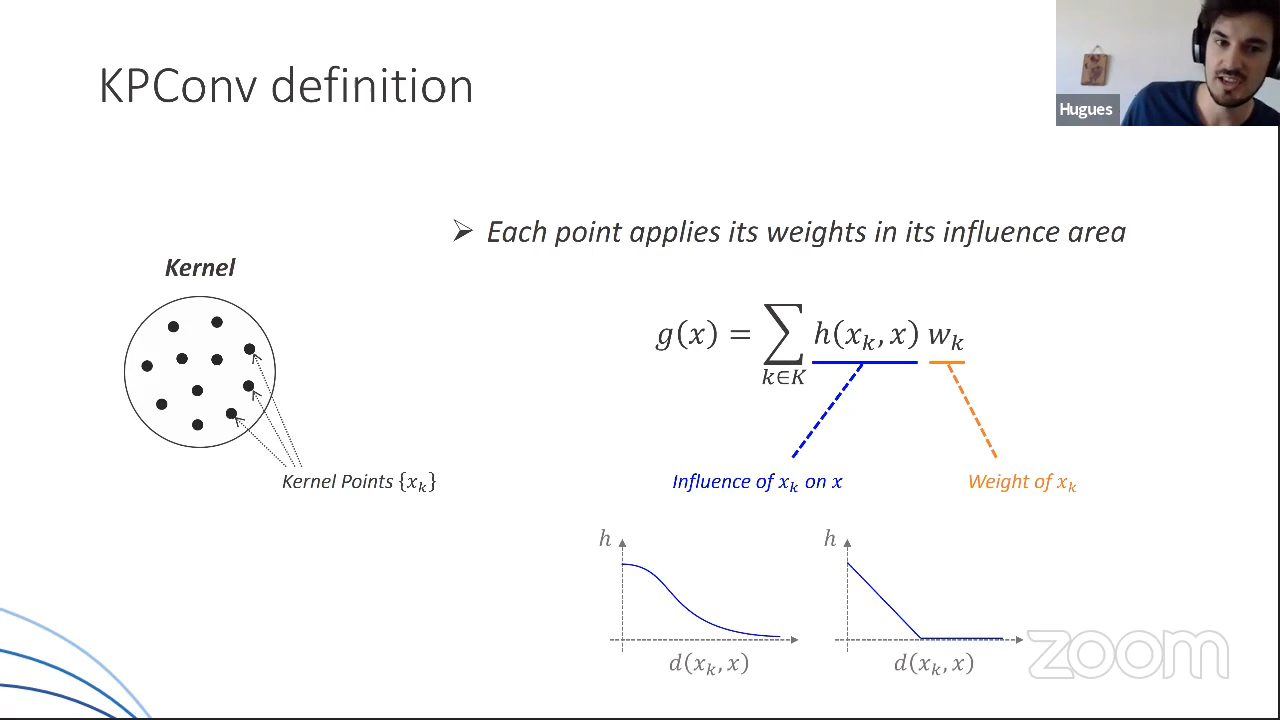 KPConv definition
Hugues
➢ Each point applies its weights in its influence area
Kernel
g(x) = ∑ h(x_k, x) w_k
k∈K
Kernel Points {x_k}
Influence of x_k on x
Weight of x_k
h
h
d(x_k, x)
d(x_k, x)
zoom